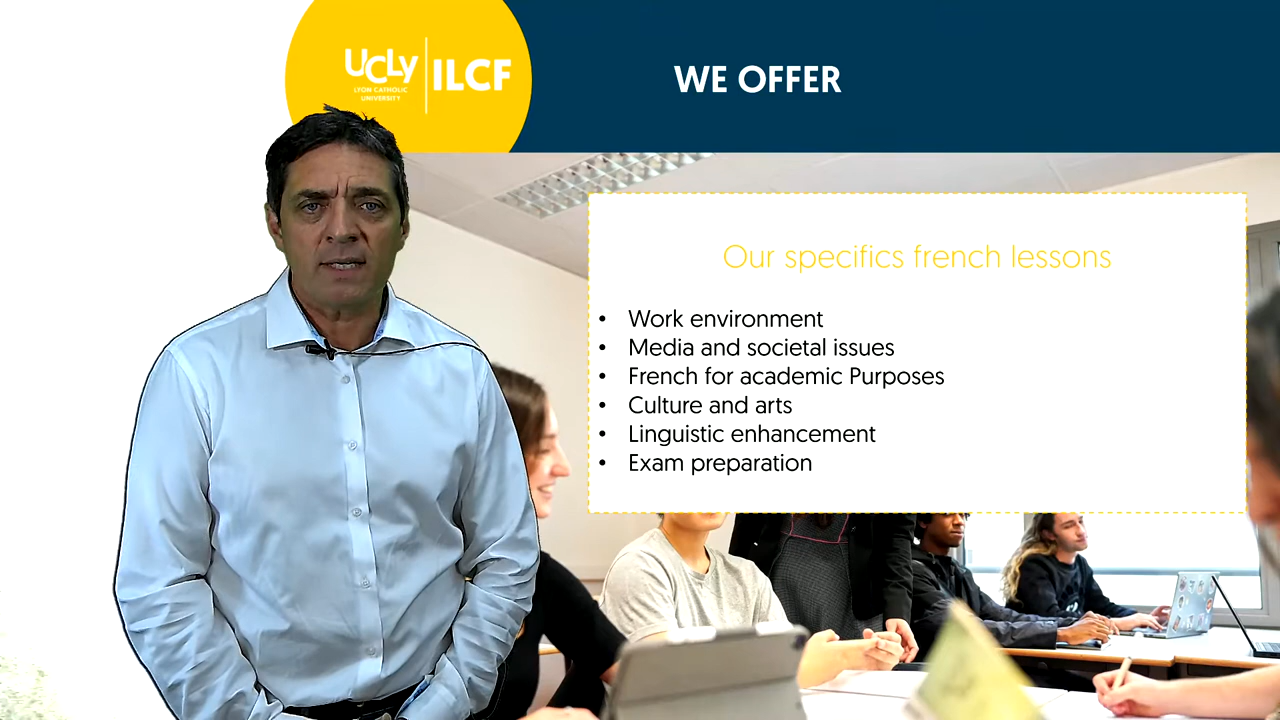 UCLy
LYON CATHOLIC
UNIVERSITY
ILCF
WE OFFER
Our specifics french lessons
• Work environment
• Media and societal issues
• French for academic Purposes
• Culture and arts
• Linguistic enhancement
• Exam preparation